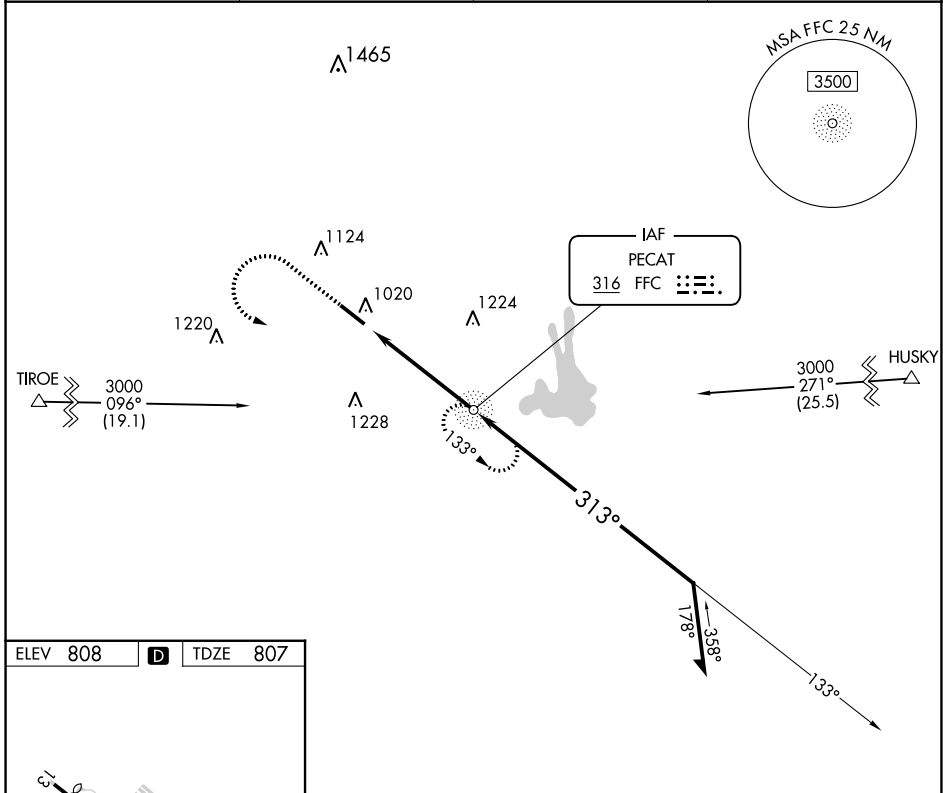 MSA FFC 25 NM
3500
1465
1124
1020
1220
1224
IAF
PECAT
316 FFC
TIROE
3000
096°
(19.1)
1228
HUSKY
3000
271°
(25.5)
133°
313°
178°
358°
133°
ELEV 808 D TDZE 807
13